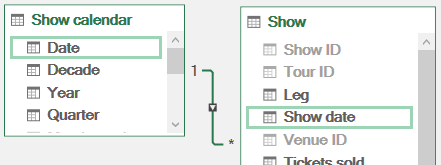 Show calendar
Date
Decade
Year
Quarter
1
*
Show
Show ID
Tour ID
Leg
Show date
Venue ID
Tickets sold